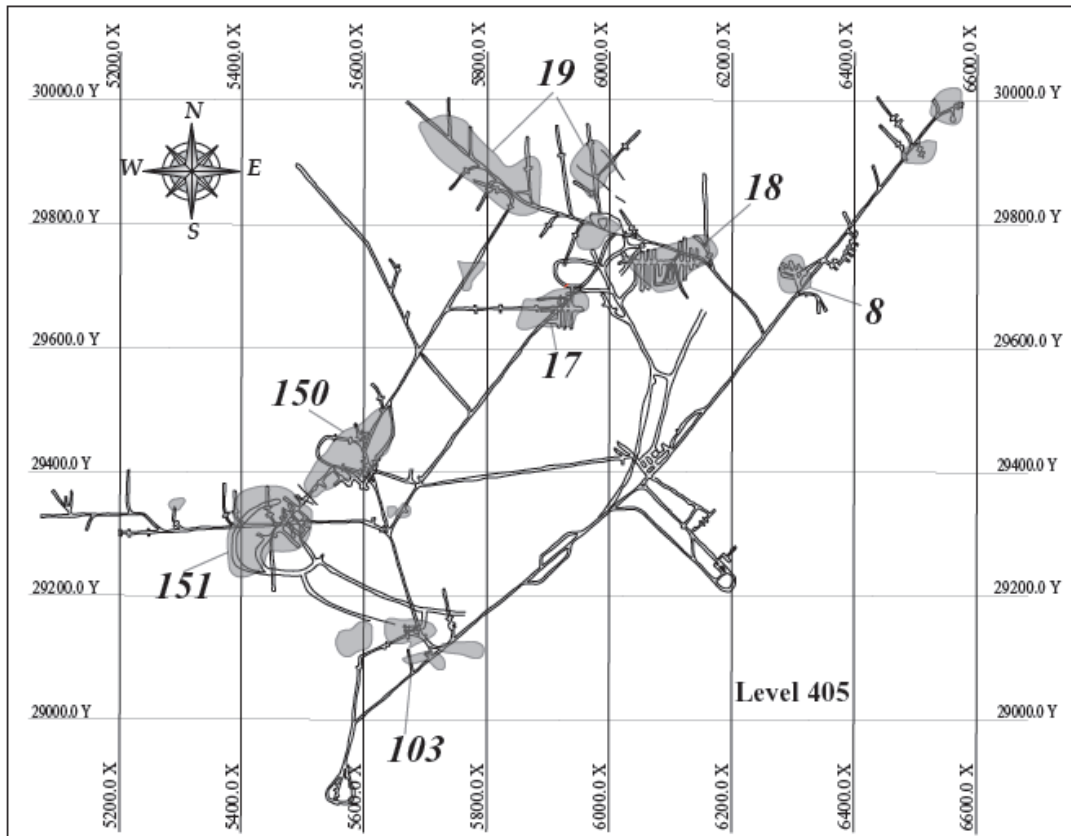 5200.0 X
5400.0 X
5600.0 X
5800.0 X
6000.0 X
6200.0 X
6400.0 X
6600.0 X
19
30000.0 Y
30000.0 Y
N
W
E
S
18
29800.0 Y
29800.0 Y
8
29600.0 Y
29600.0 Y
17
150
29400.0 Y
29400.0 Y
151
29200.0 Y
29200.0 Y
Level 405
29000.0 Y
29000.0 Y
103
5200.0 X
5400.0 X
5600.0 X
5800.0 X
6000.0 X
6200.0 X
6400.0 X
6600.0 X